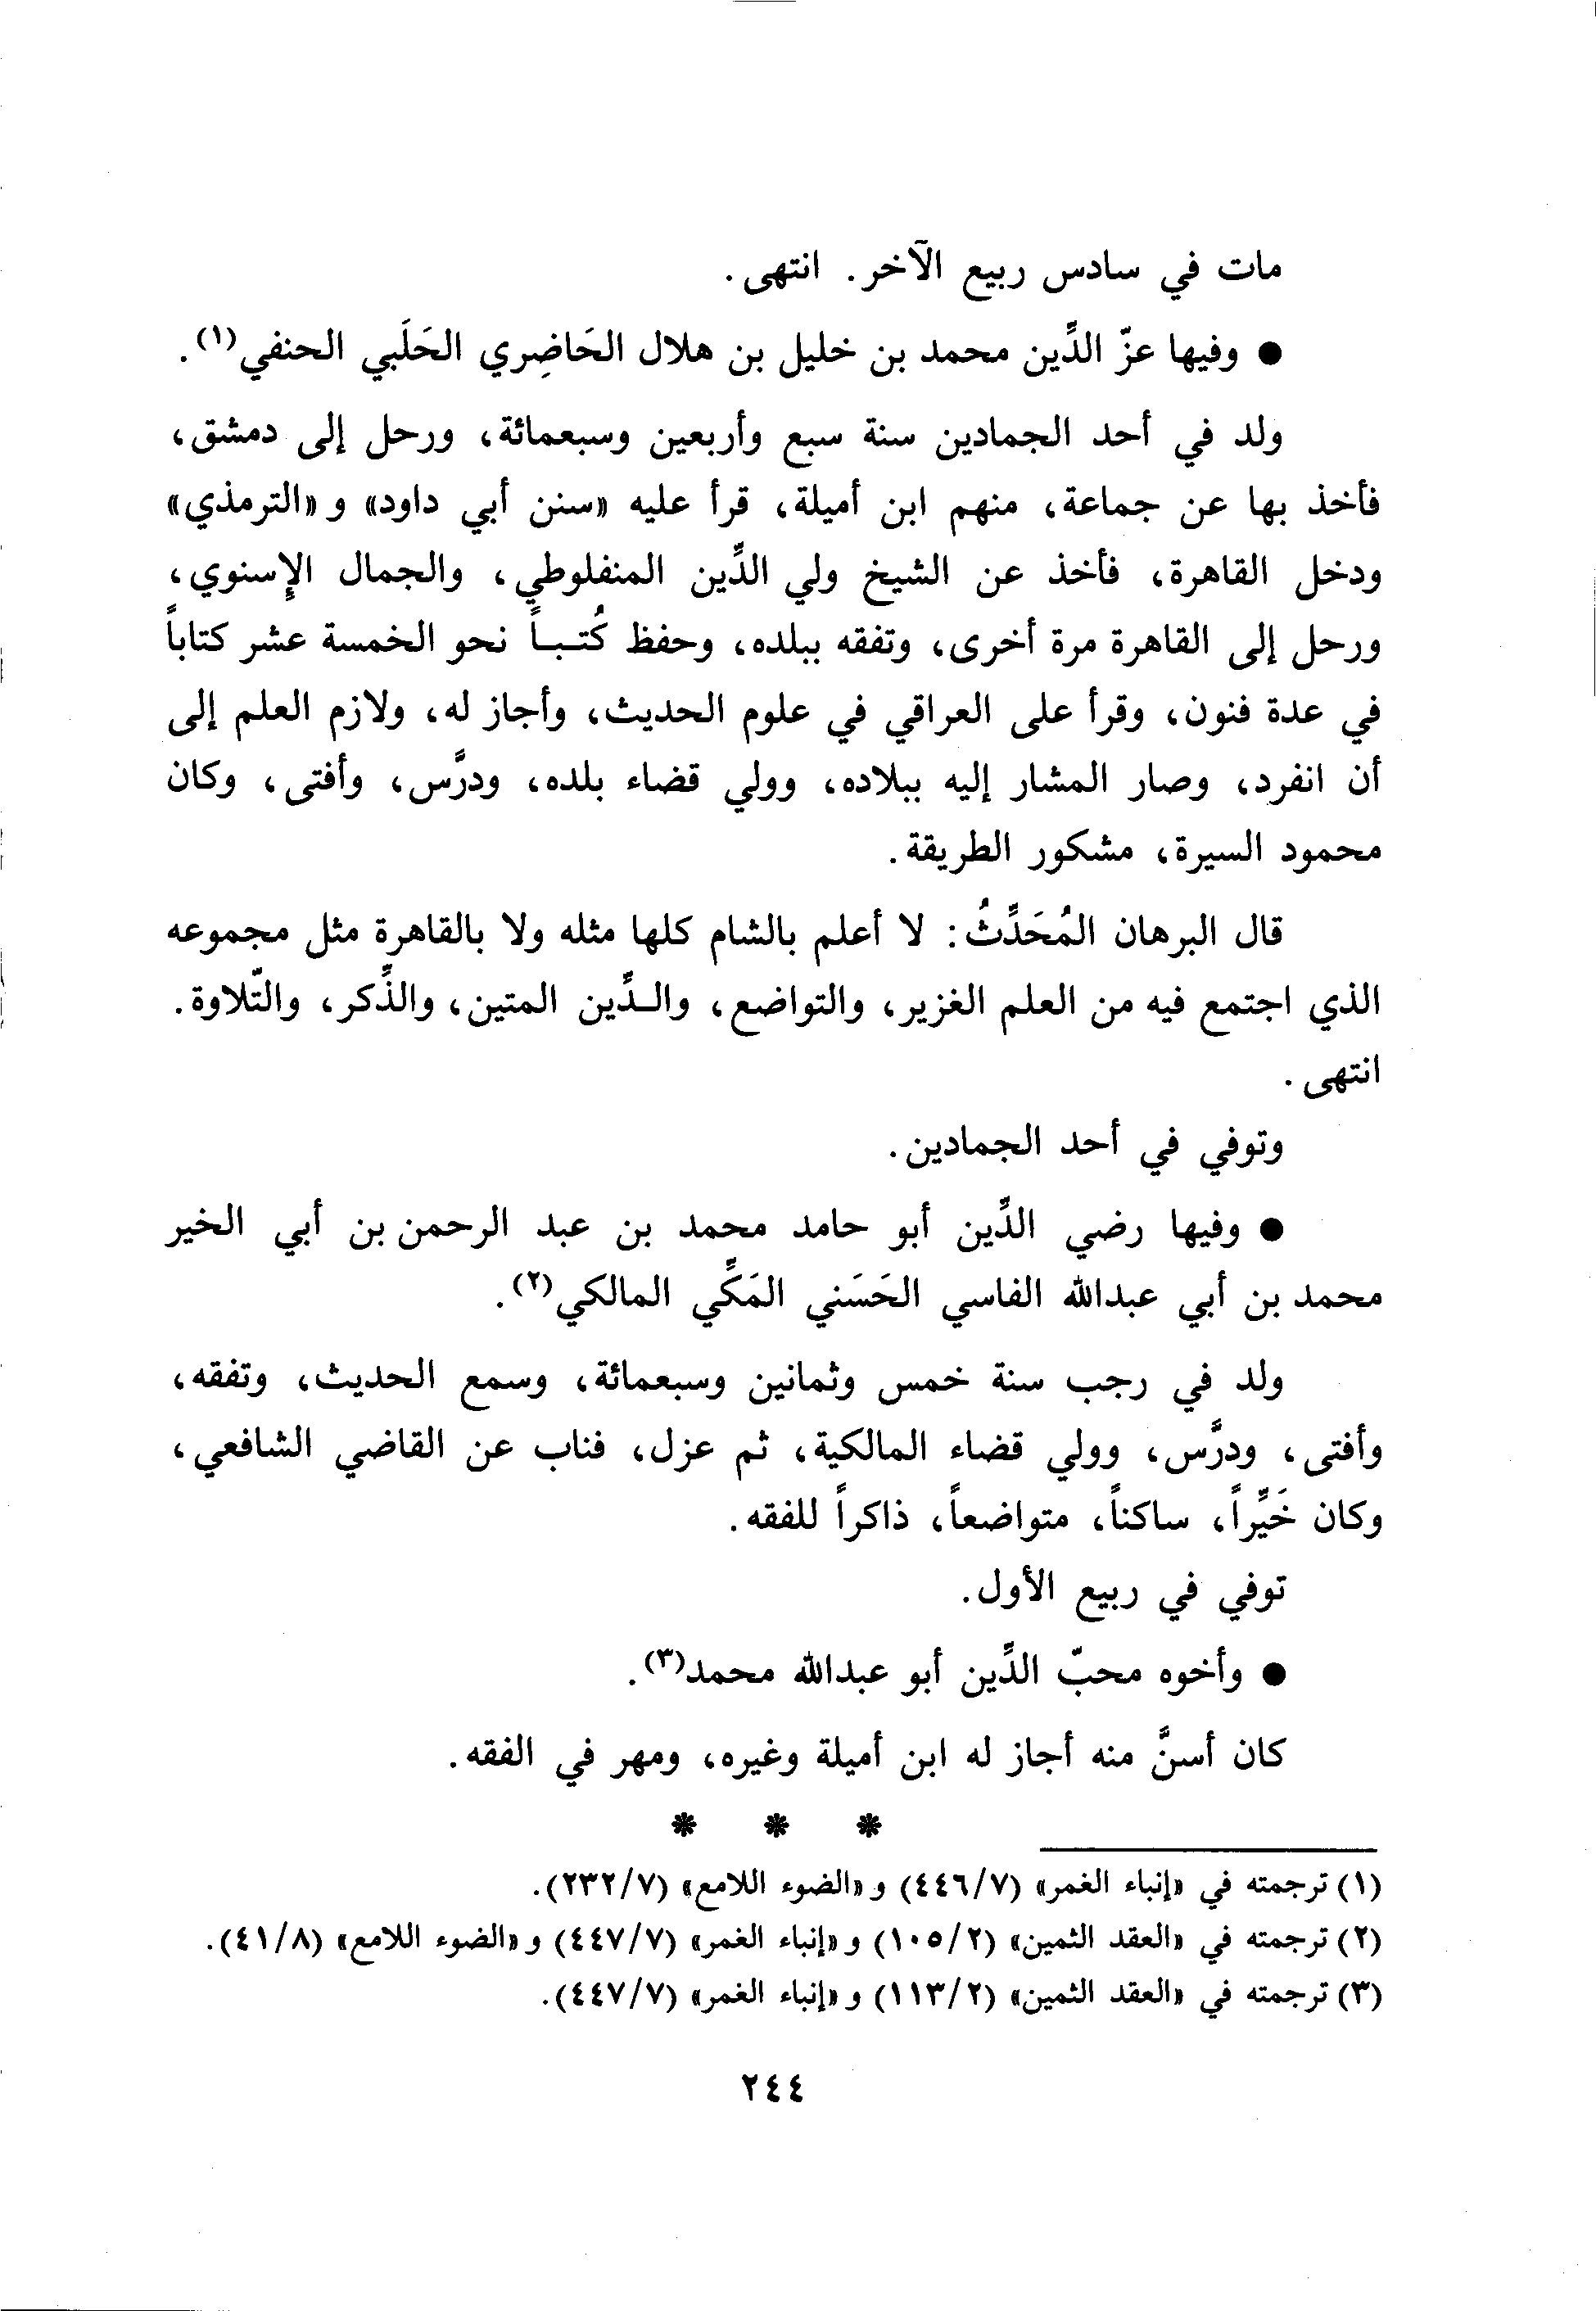 مات في سادس ربيع الآخر. انتهى.
● وفيها عزّ الدِّين محمد بن خليل بن هلال الحَاضِري الحَلَبي الحنفي(١).
ولد في أحد الجمادين سنة سبع وأربعين وسبعمائة، ورحل إلى دمشق،
فأخذ بها عن جماعة، منهم ابن أميلة، قرأ عليه «سنن أبي داود» و«الترمذي»
ودخل القاهرة، فأخذ عن الشيخ ولي الدِّين المنفلوطي، والجمال الإسنوي،
ورحل إلى القاهرة مرة أخرى، وتفقه ببلده، وحفظ كُتباً نحو الخمسة عشر كتاباً
في عدة فنون، وقرأ على العراقي في علوم الحديث، وأجاز له، ولازم العلم إلى
أن انفرد، وصار المشار إليه ببلاده، وولي قضاء بلده، ودرَّس، وأفتى، وكان
محمود السيرة، مشكور الطريقة.
قال البرهان المُحَدِّثُ: لا أعلم بالشام كلها مثله ولا بالقاهرة مثل مجموعه
الذي اجتمع فيه من العلم الغزير، والتواضع، والدِّين المتين، والذِّكر، والتّلاوة.
انتهى.
وتوفي في أحد الجمادين.
● وفيها رضي الدِّين أبو حامد محمد بن عبد الرحمن بن أبي الخير
محمد بن أبي عبدالله الفاسي الحَسَني المَكِّي المالكي(٢).
ولد في رجب سنة خمس وثمانين وسبعمائة، وسمع الحديث، وتفقه،
وأفتى، ودرَّس، وولي قضاء المالكية، ثم عزل، فناب عن القاضي الشافعي،
وكان خَيِّراً، ساكناً، متواضعاً، ذاكراً للفقه.
توفي في ربيع الأول.
● وأخوه محبّ الدِّين أبو عبدالله محمد(٣).
كان أسنَّ منه أجاز له ابن أميلة وغيره، ومهر في الفقه.
* * *
(١) ترجمته في «إنباء الغمر» (٤٤٦/٧) و«الضوء اللامع» (٢٣٢/٧).
(٢) ترجمته في «العقد الثمين» (١٠٥/٢) و«إنباء الغمر» (٤٤٧/٧) و«الضوء اللامع» (٤١/٨).
(٣) ترجمته في «العقد الثمين» (١١٣/٢) و«إنباء الغمر» (٤٤٧/٧).
٢٤٤